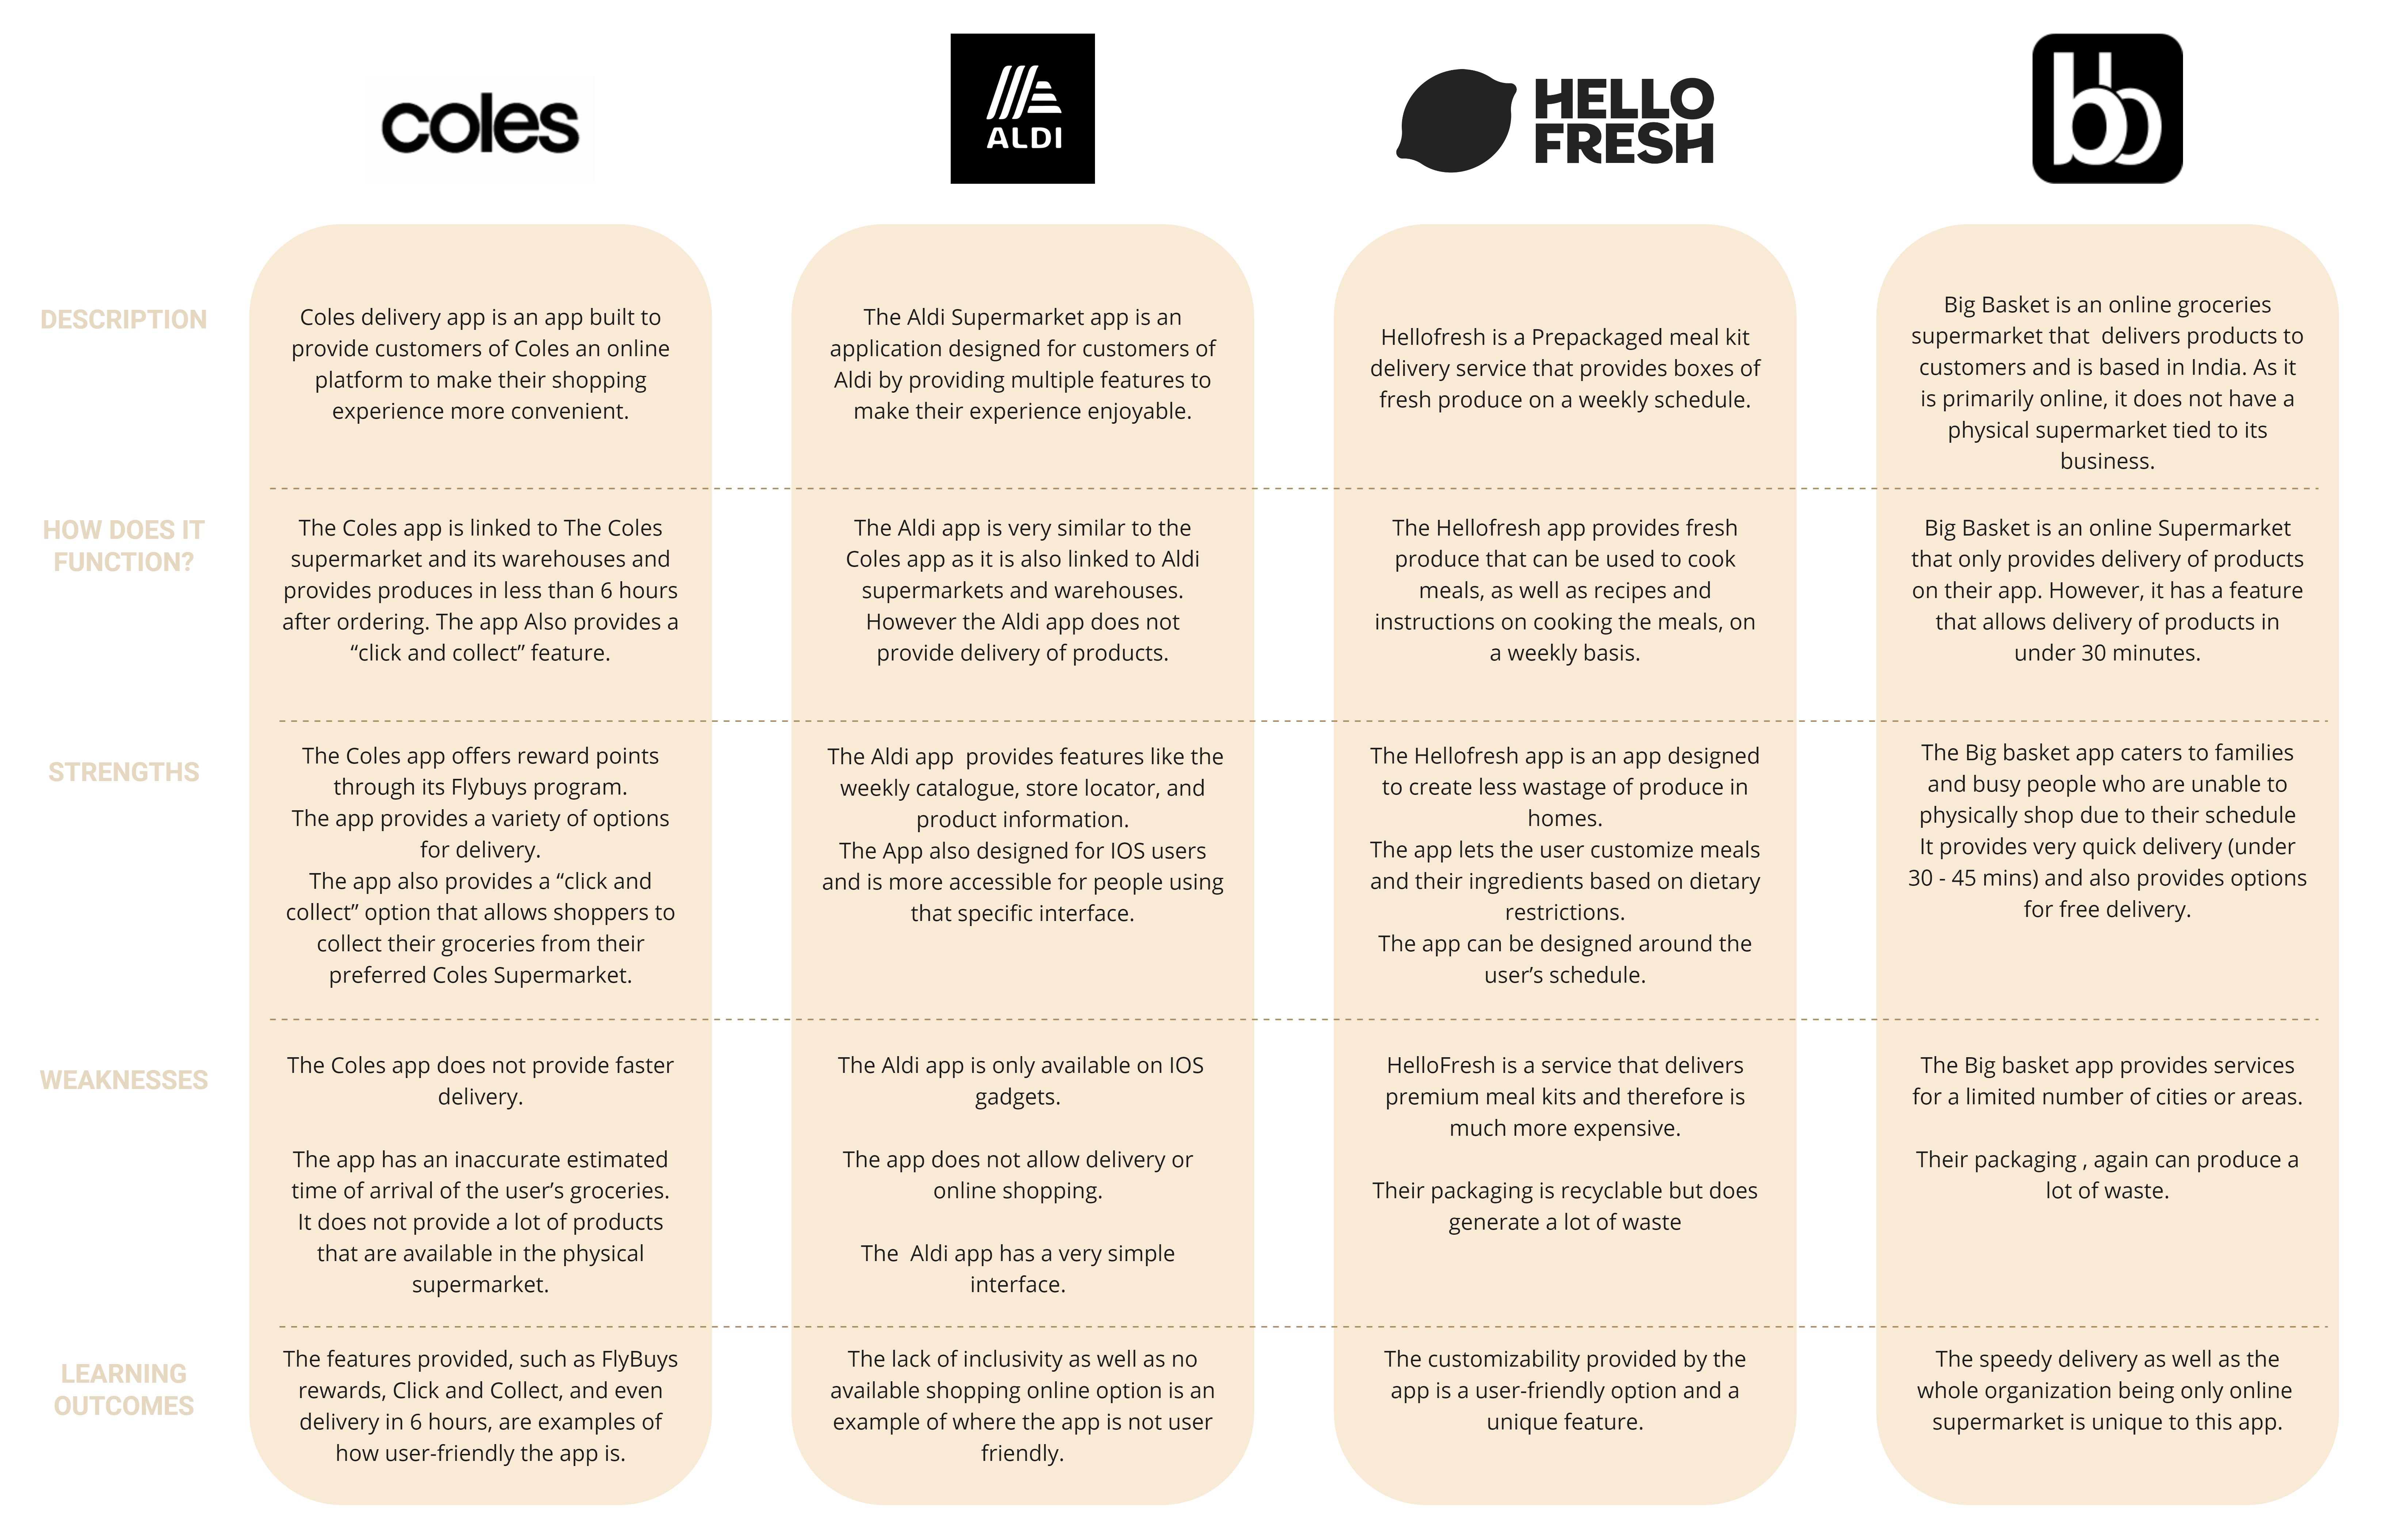 coles
ALDI
HELLO
FRESH
bb
DESCRIPTION
Coles delivery app is an app built to
provide customers of Coles an online
platform to make their shopping
experience more convenient.
The Aldi Supermarket app is an
application designed for customers of
Aldi by providing multiple features to
make their experience enjoyable.
Hellofresh is a Prepackaged meal kit
delivery service that provides boxes of
fresh produce on a weekly schedule.
Big Basket is an online groceries
supermarket that  delivers products to
customers and is based in India. As it
is primarily online, it does not have a
physical supermarket tied to its
business.
HOW DOES IT
FUNCTION?
The Coles app is linked to The Coles
supermarket and its warehouses and
provides produces in less than 6 hours
after ordering. The app Also provides a
“click and collect” feature.
The Aldi app is very similar to the
Coles app as it is also linked to Aldi
supermarkets and warehouses.
However the Aldi app does not
provide delivery of products.
The Hellofresh app provides fresh
produce that can be used to cook
meals, as well as recipes and
instructions on cooking the meals, on
a weekly basis.
Big Basket is an online Supermarket
that only provides delivery of products
on their app. However, it has a feature
that allows delivery of products in
under 30 minutes.
STRENGTHS
The Coles app offers reward points
through its Flybuys program.
The app provides a variety of options
for delivery.
The app also provides a “click and
collect” option that allows shoppers to
collect their groceries from their
preferred Coles Supermarket.
The Aldi app  provides features like the
weekly catalogue, store locator, and
product information.
The App also designed for IOS users
and is more accessible for people using
that specific interface.
The Hellofresh app is an app designed
to create less wastage of produce in
homes.
The app lets the user customize meals
and their ingredients based on dietary
restrictions.
The app can be designed around the
user’s schedule.
The Big basket app caters to families
and busy people who are unable to
physically shop due to their schedule
It provides very quick delivery (under
30 - 45 mins) and also provides options
for free delivery.
WEAKNESSES
The Coles app does not provide faster
delivery.
The app has an inaccurate estimated
time of arrival of the user’s groceries.
It does not provide a lot of products
that are available in the physical
supermarket.
The Aldi app is only available on IOS
gadgets.
The app does not allow delivery or
online shopping.
The  Aldi app has a very simple
interface.
HelloFresh is a service that delivers
premium meal kits and therefore is
much more expensive.
Their packaging is recyclable but does
generate a lot of waste
The Big basket app provides services
for a limited number of cities or areas.
Their packaging , again can produce a
lot of waste.
LEARNING
OUTCOMES
The features provided, such as FlyBuys
rewards, Click and Collect, and even
delivery in 6 hours, are examples of
how user-friendly the app is.
The lack of inclusivity as well as no
available shopping online option is an
example of where the app is not user
friendly.
The customizability provided by the
app is a user-friendly option and a
unique feature.
The speedy delivery as well as the
whole organization being only online
supermarket is unique to this app.